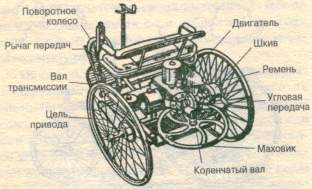 Поворотное
колесо
Рычаг передач
Вал
трансмиссии
Цепь
привода
Двигатель
Шкив
Ремень
Угловая
передача
Маховик
Коленчатый вал